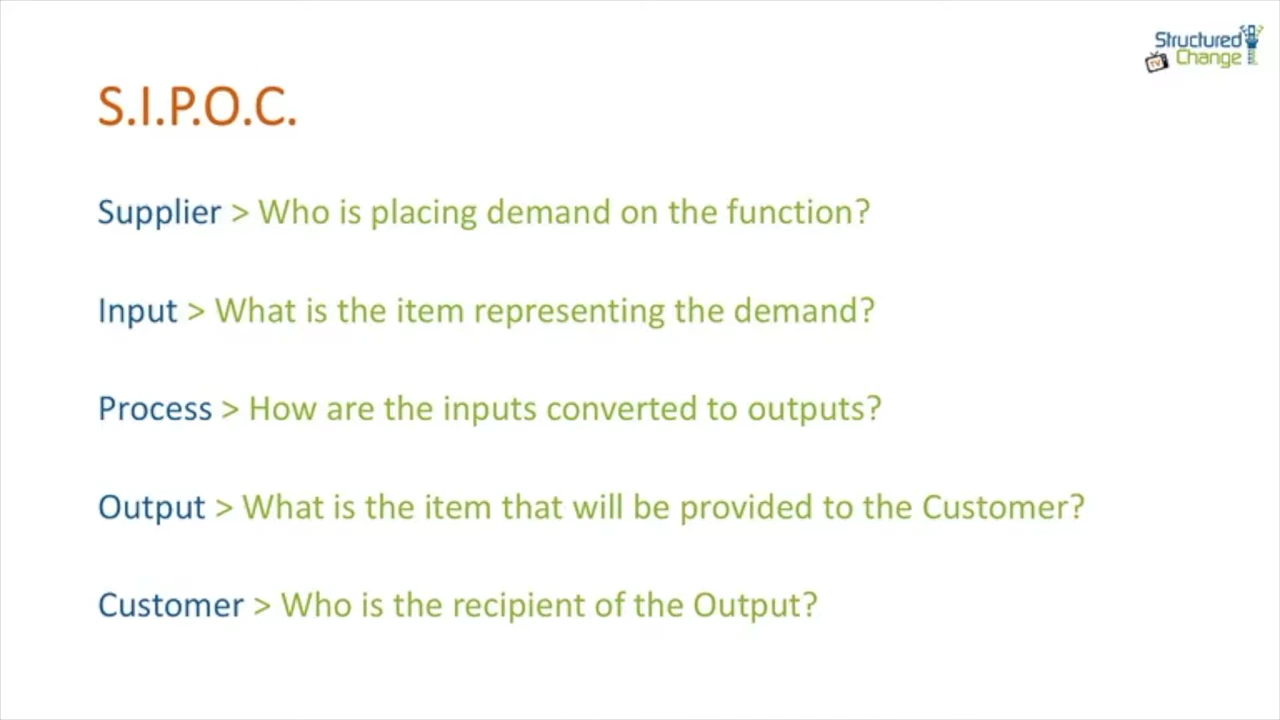 Structured
TV Change
S.I.P.O.C.
Supplier > Who is placing demand on the function?
Input > What is the item representing the demand?
Process > How are the inputs converted to outputs?
Output > What is the item that will be provided to the Customer?
Customer > Who is the recipient of the Output?